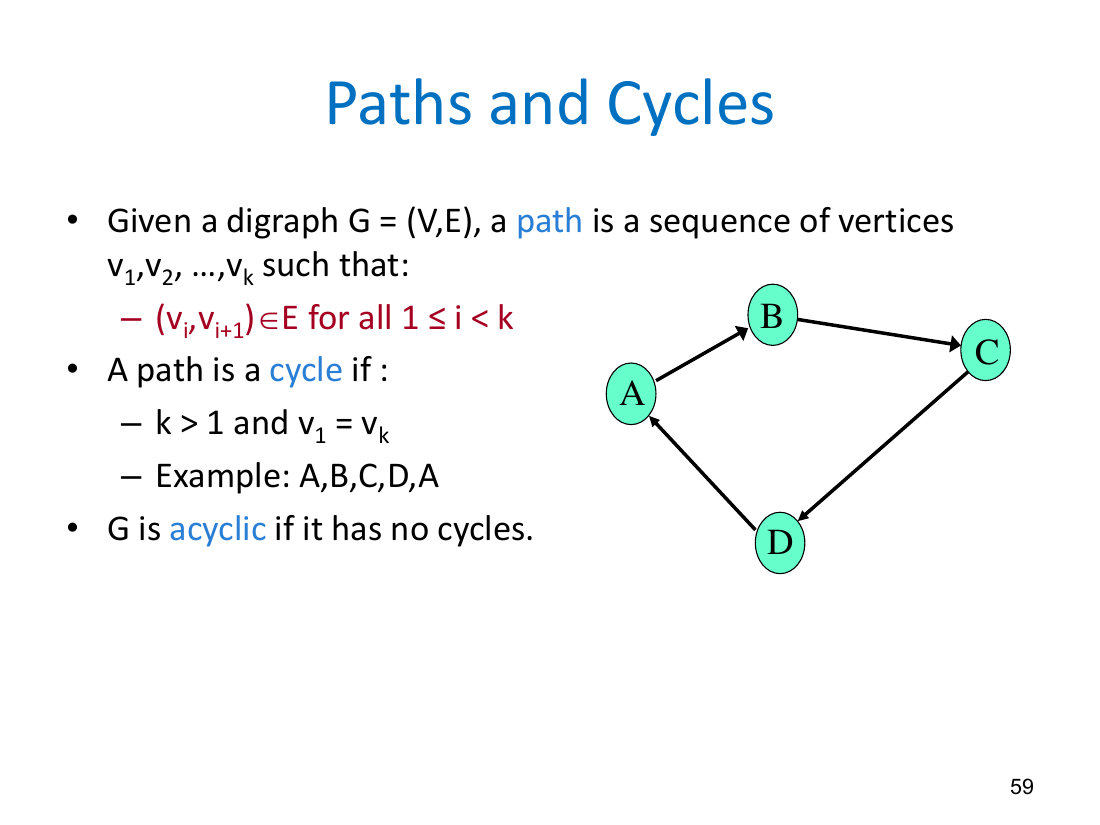 Paths and Cycles
• Given a digraph G = (V,E), a path is a sequence of vertices
v1,v2, …,vk such that:
– (vi,vi+1)∈E for all 1 ≤ i < k
• A path is a cycle if :
– k > 1 and v1 = vk
– Example: A,B,C,D,A
• G is acyclic if it has no cycles.
B
C
A
D
59